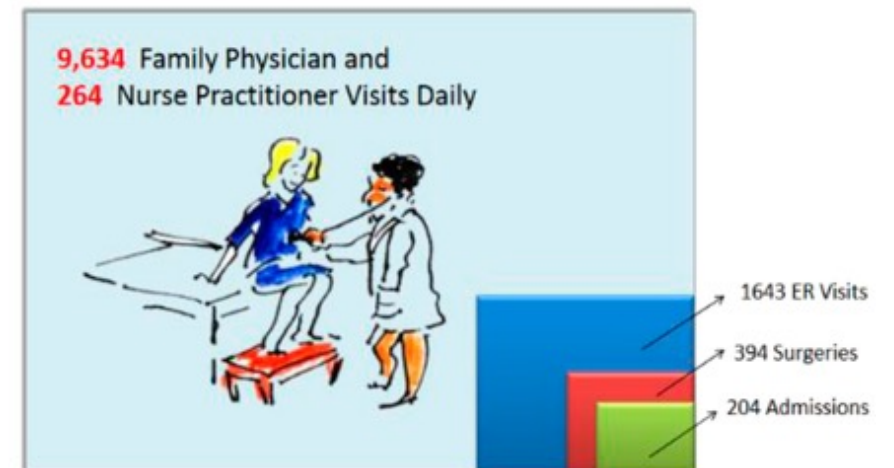 9,634 Family Physician and
264 Nurse Practitioner Visits Daily
1643 ER Visits
394 Surgeries
204 Admissions